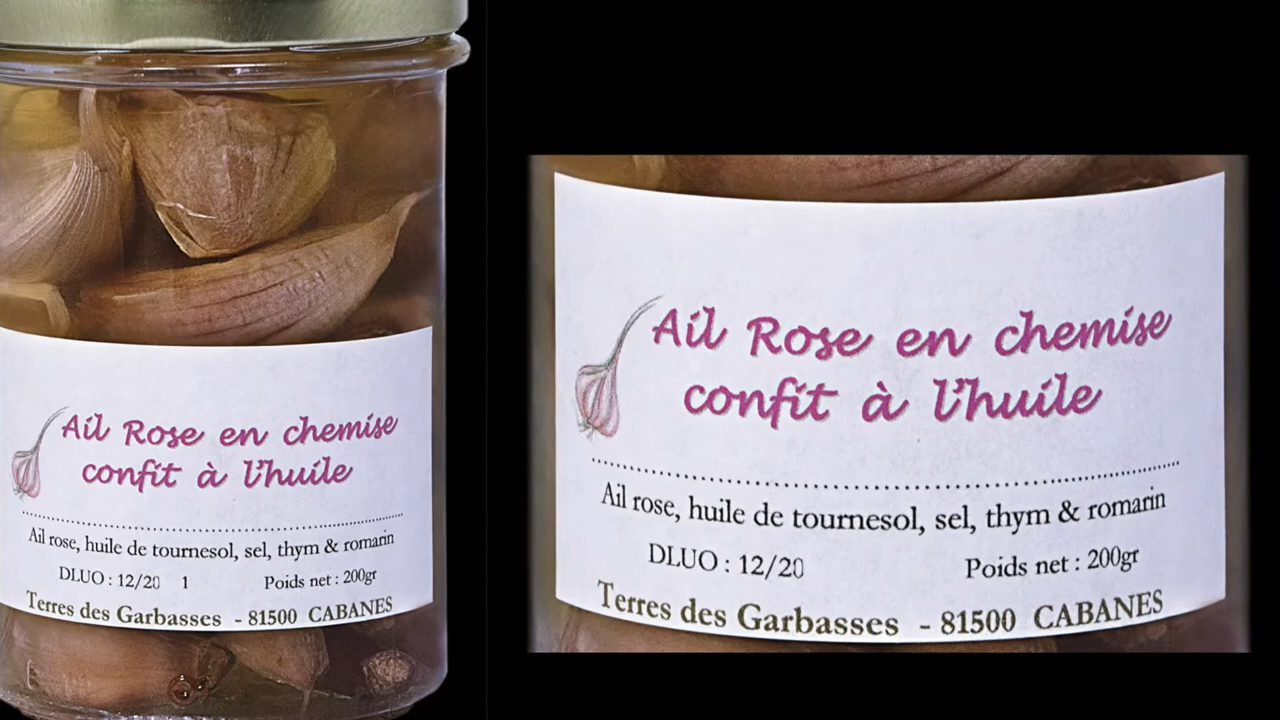 Ail Rose en chemise
confit à l'huile
Ail rose, huile de tournesol, sel, thym & romarin
DLUO : 12/20 1 Poids net : 200gr
Terres des Garbasses - 81500 CABANES
Ail Rose en chemise
confit à l'huile
Ail rose, huile de tournesol, sel, thym & romarin
DLUO : 12/20 Poids net : 200gr
Terres des Garbasses - 81500 CABANES